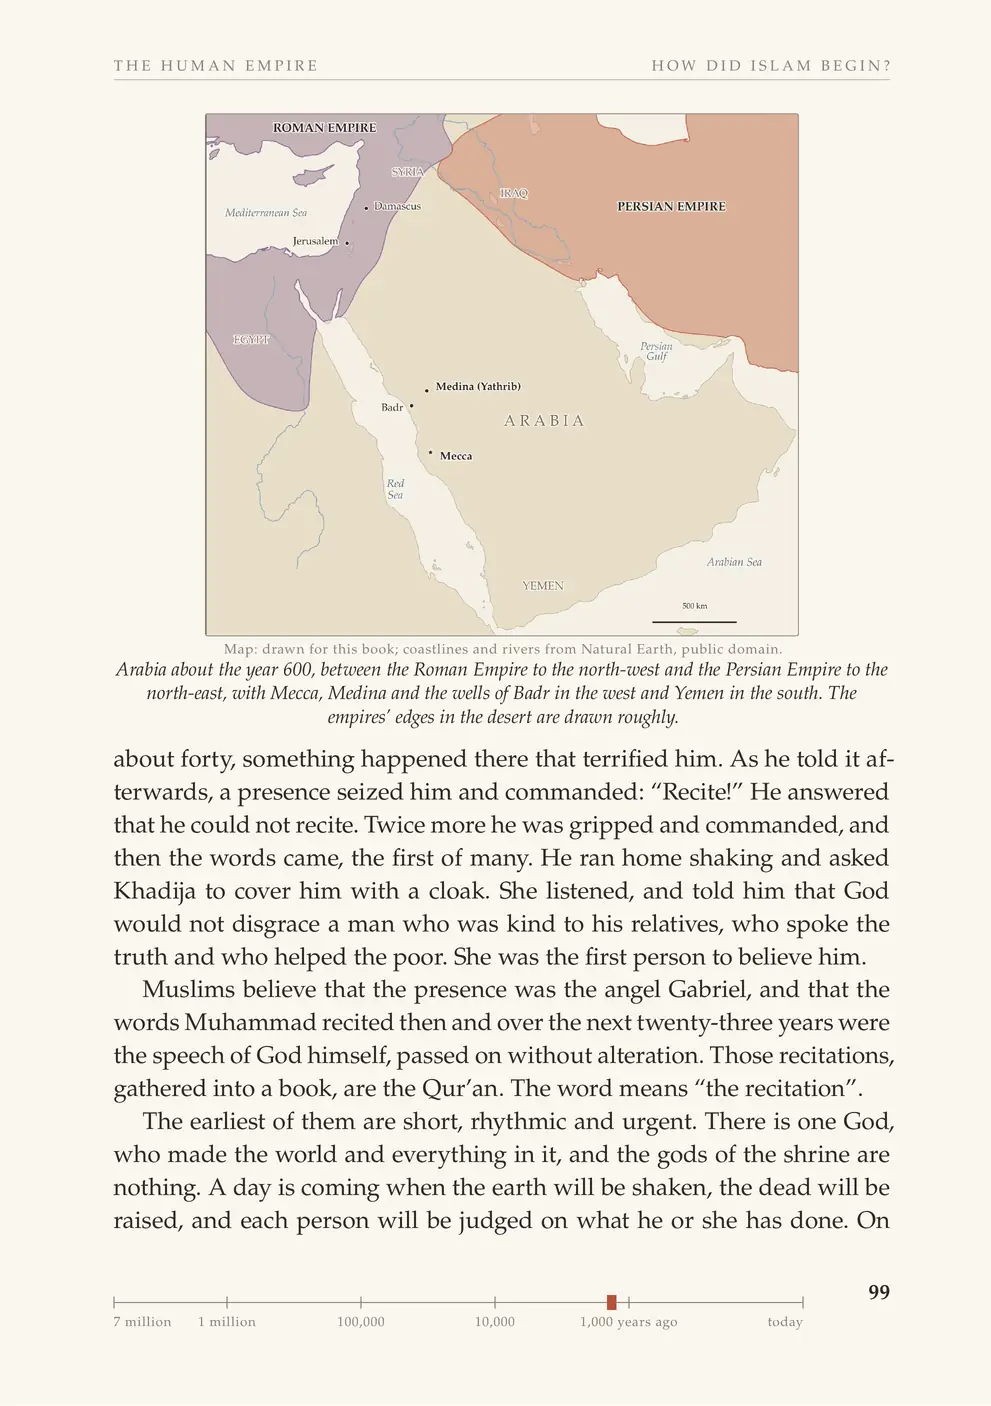 THE HUMAN EMPIRE
HOW DID ISLAM BEGIN?
ROMAN EMPIRE
SYRIA
IRAQ
PERSIAN EMPIRE
Damascus
Mediterranean Sea
Jerusalem
EGYPT
Persian
Gulf
Medina (Yathrib)
Badr
ARABIA
Mecca
Red
Sea
Arabian Sea
YEMEN
500 km
Map: drawn for this book; coastlines and rivers from Natural Earth, public domain.
Arabia about the year 600, between the Roman Empire to the north-west and the Persian Empire to the
north-east, with Mecca, Medina and the wells of Badr in the west and Yemen in the south. The
empires’ edges in the desert are drawn roughly.
about forty, something happened there that terrified him. As he told it af-
terwards, a presence seized him and commanded: “Recite!” He answered
that he could not recite. Twice more he was gripped and commanded, and
then the words came, the first of many. He ran home shaking and asked
Khadija to cover him with a cloak. She listened, and told him that God
would not disgrace a man who was kind to his relatives, who spoke the
truth and who helped the poor. She was the first person to believe him.
Muslims believe that the presence was the angel Gabriel, and that the
words Muhammad recited then and over the next twenty-three years were
the speech of God himself, passed on without alteration. Those recitations,
gathered into a book, are the Qur’an. The word means “the recitation”.
The earliest of them are short, rhythmic and urgent. There is one God,
who made the world and everything in it, and the gods of the shrine are
nothing. A day is coming when the earth will be shaken, the dead will be
raised, and each person will be judged on what he or she has done. On
99
7 million
1 million
100,000
10,000
1,000 years ago
today